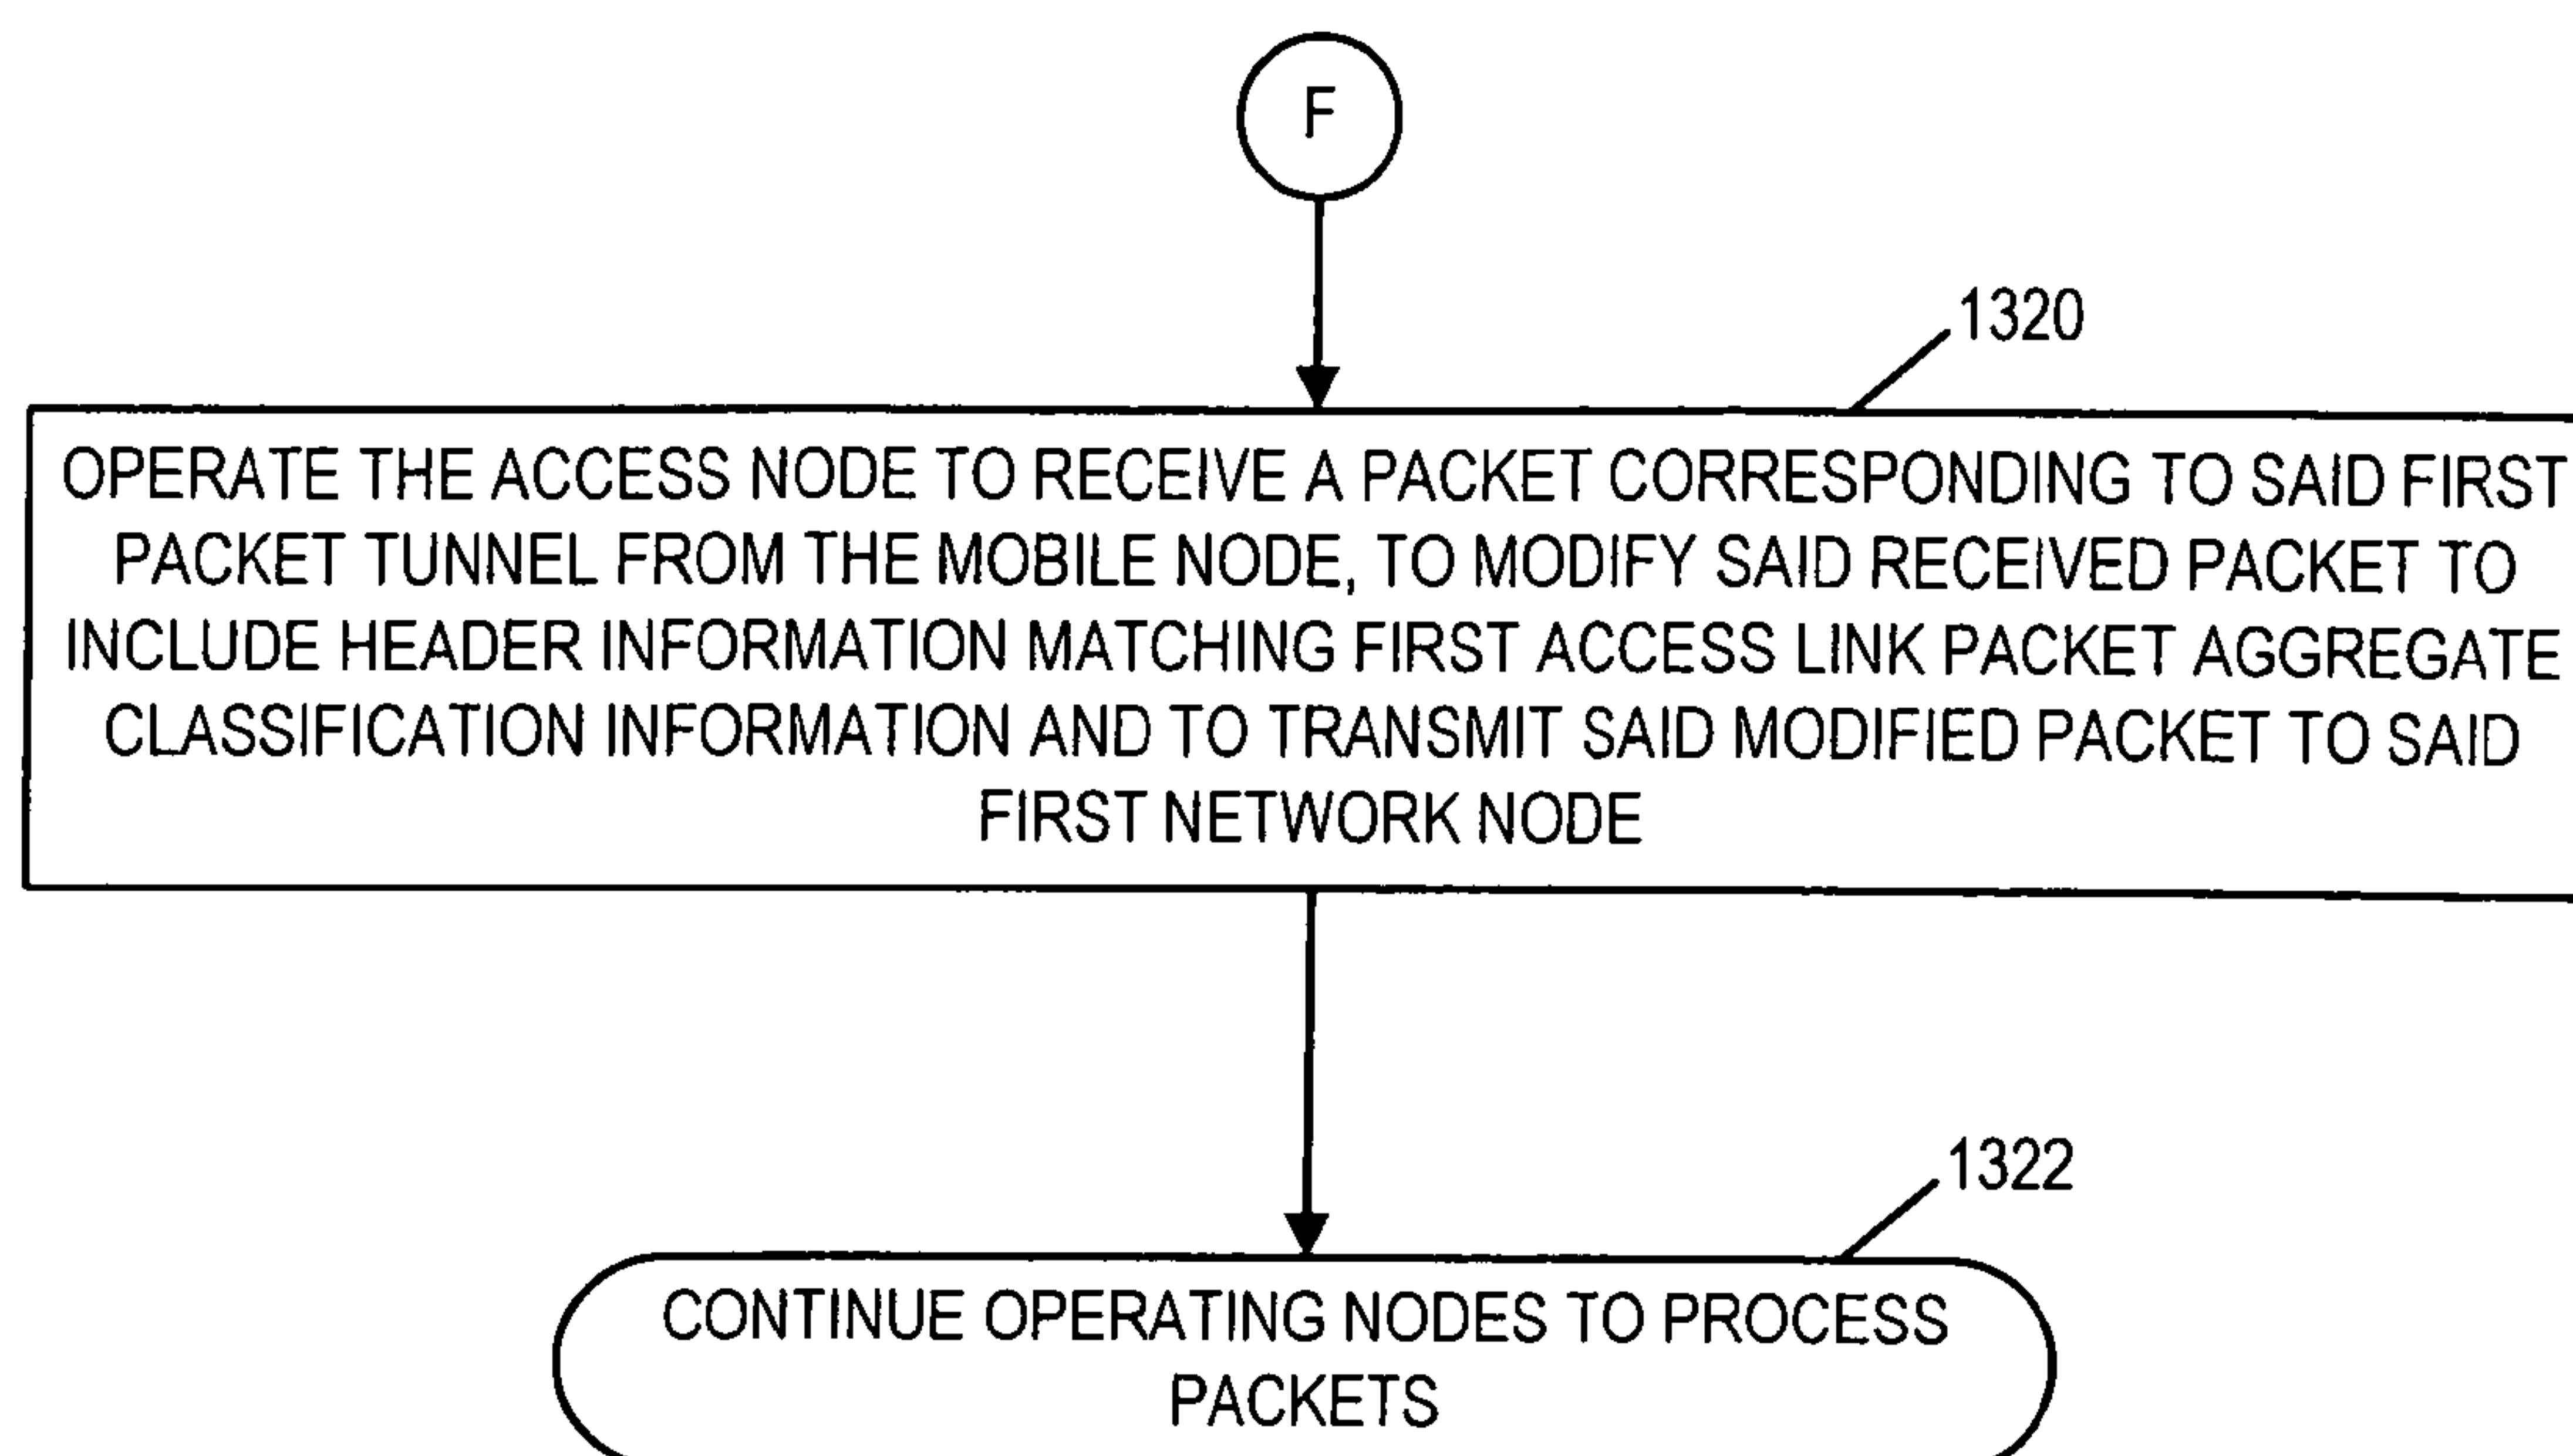 F
1320
OPERATE THE ACCESS NODE TO RECEIVE A PACKET CORRESPONDING TO SAID FIRST
PACKET TUNNEL FROM THE MOBILE NODE, TO MODIFY SAID RECEIVED PACKET TO
INCLUDE HEADER INFORMATION MATCHING FIRST ACCESS LINK PACKET AGGREGATE
CLASSIFICATION INFORMATION AND TO TRANSMIT SAID MODIFIED PACKET TO SAID
FIRST NETWORK NODE
1322
CONTINUE OPERATING NODES TO PROCESS
PACKETS